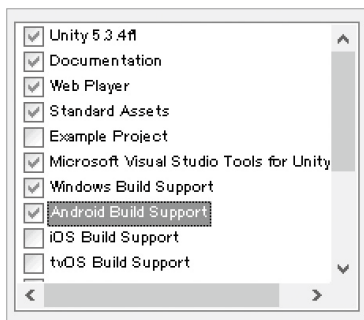 Unity 5.3.4f1
Documentation
Web Player
Standard Assets
Example Project
Microsoft Visual Studio Tools for Unity
Windows Build Support
Android Build Support
iOS Build Support
tvOS Build Support